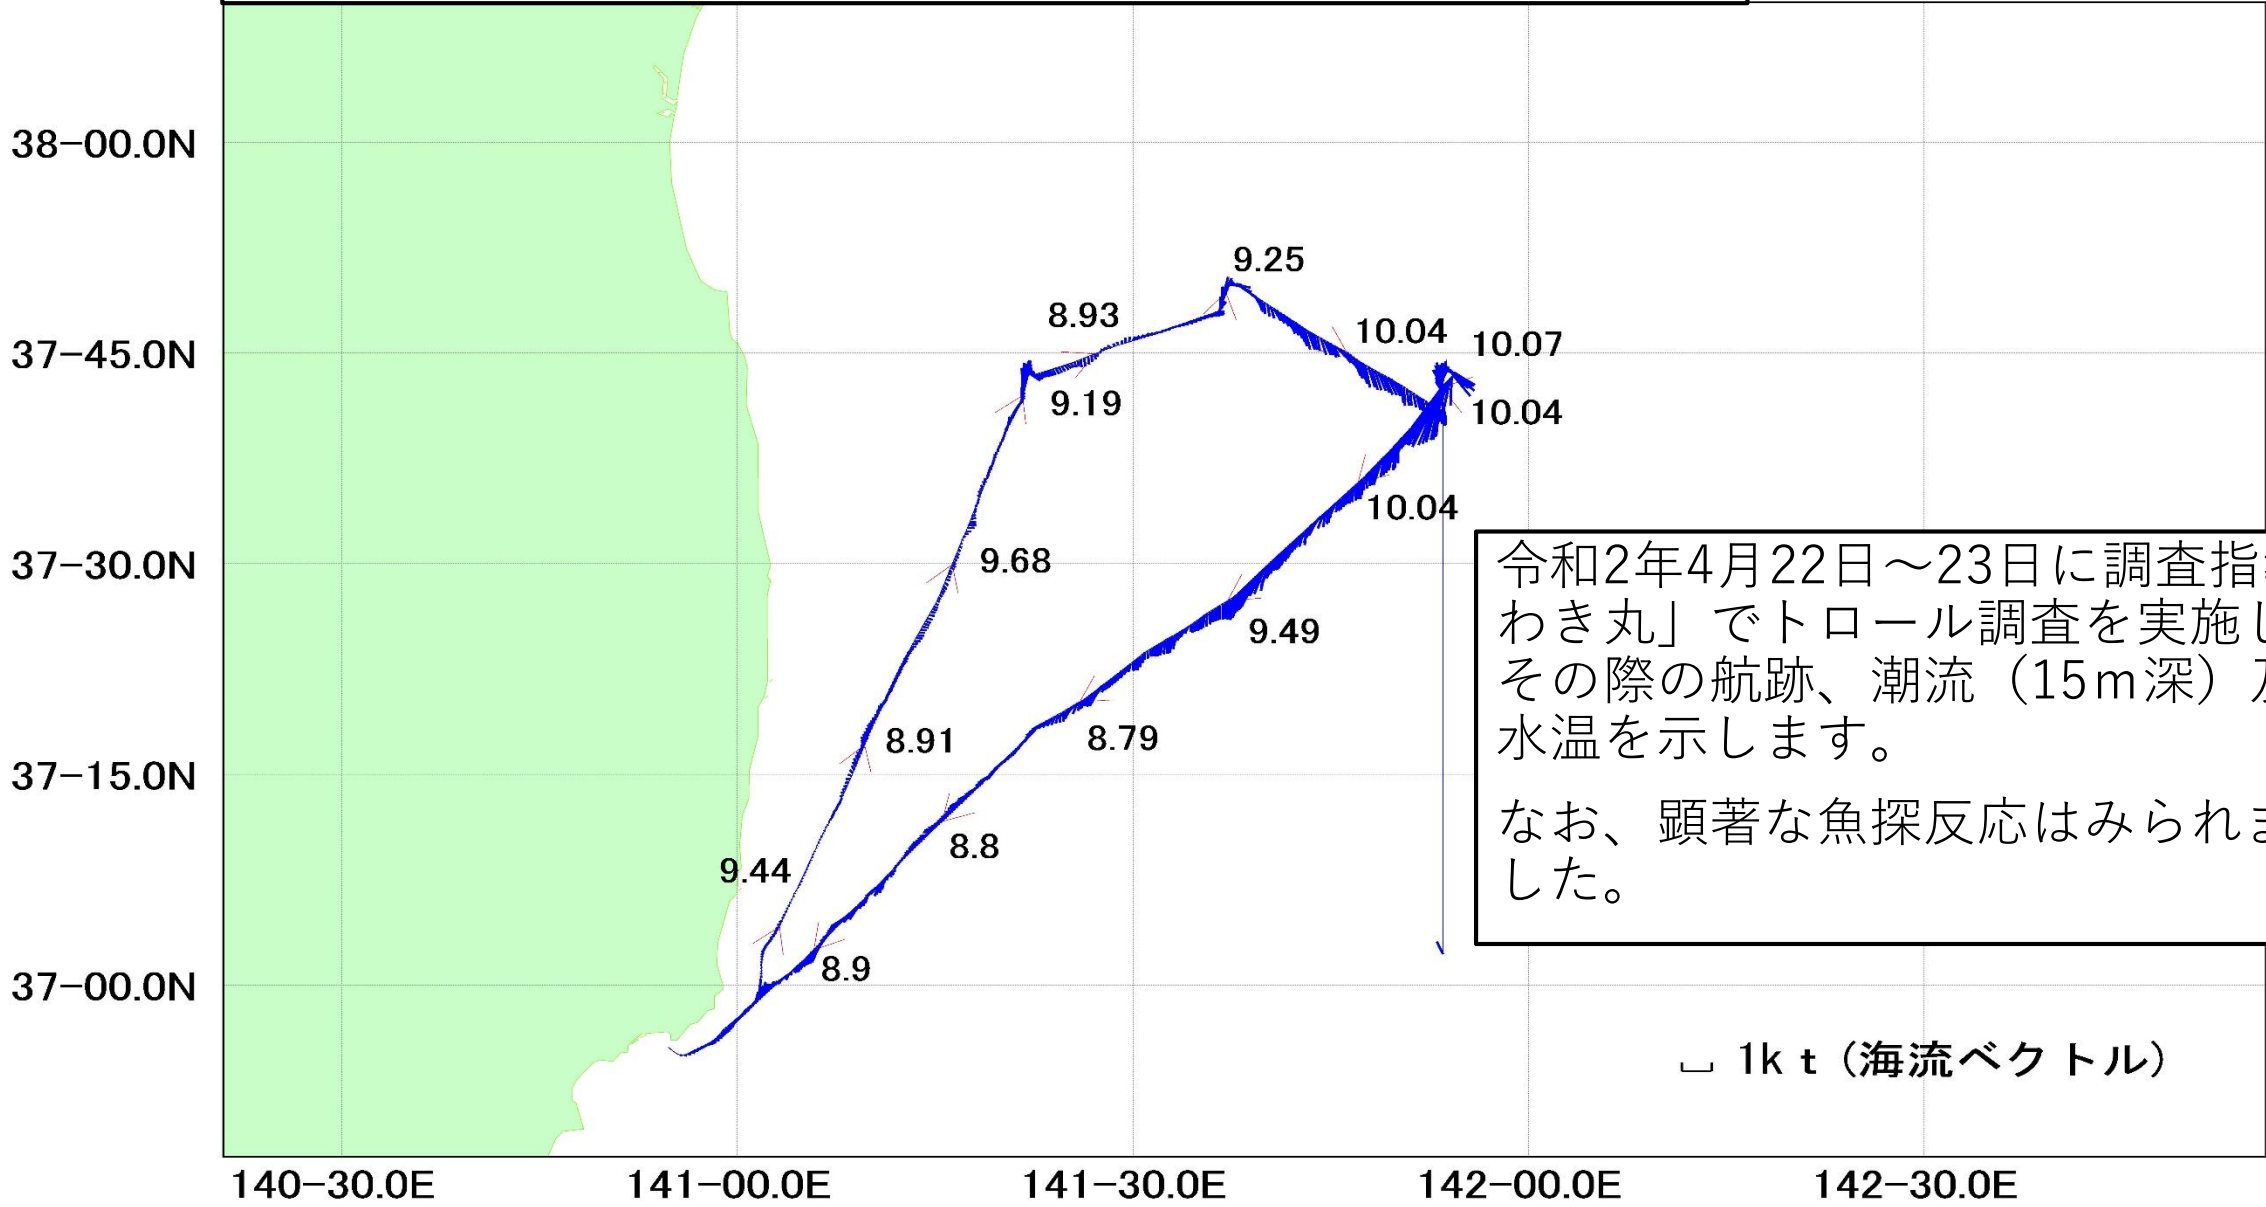 38-00.0N
9.25
8.93
10.04
10.07
37-45.0N
9.19
10.04
10.04
令和2年4月22日～23日に調査指
37-30.0N
9.68
わき丸」でトロール調査を実施し
9.49
その際の航跡、潮流（15m深）及
8.91
8.79
水温を示します。
37-15.0N
なお、顕著な魚探反応はみられま
8.8
9.44
した。
8.9
37-00.0N
1kt（海流ベクトル）
140-30.0E
141-00.0E
141-30.0E
142-00.0E
142-30.0E